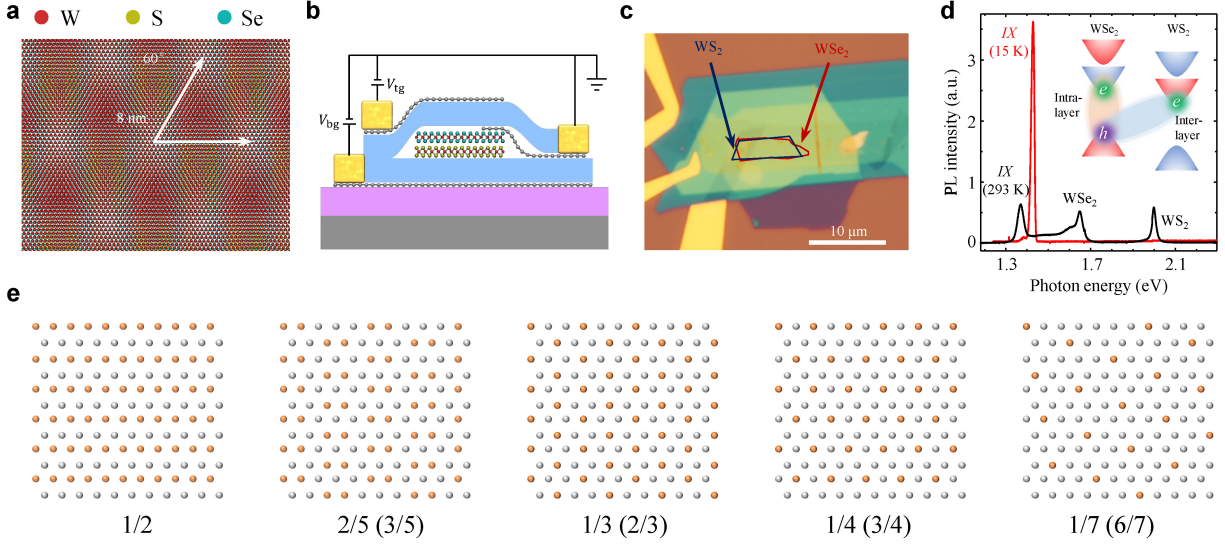 a
W S Se
60°
8 nm
b
Vtg
Vbg
c
WS2
WSe2
10 μm
d
IX
(15 K)
IX
(293 K)
WSe2
WS2
WSe2 WS2
Intra-
layer
Inter-
layer
e
e
h
PL intensity (a.u.)
3
2
1
0
1.3 1.7 2.1
Photon energy (eV)
e
1/2 2/5 (3/5) 1/3 (2/3) 1/4 (3/4) 1/7 (6/7)